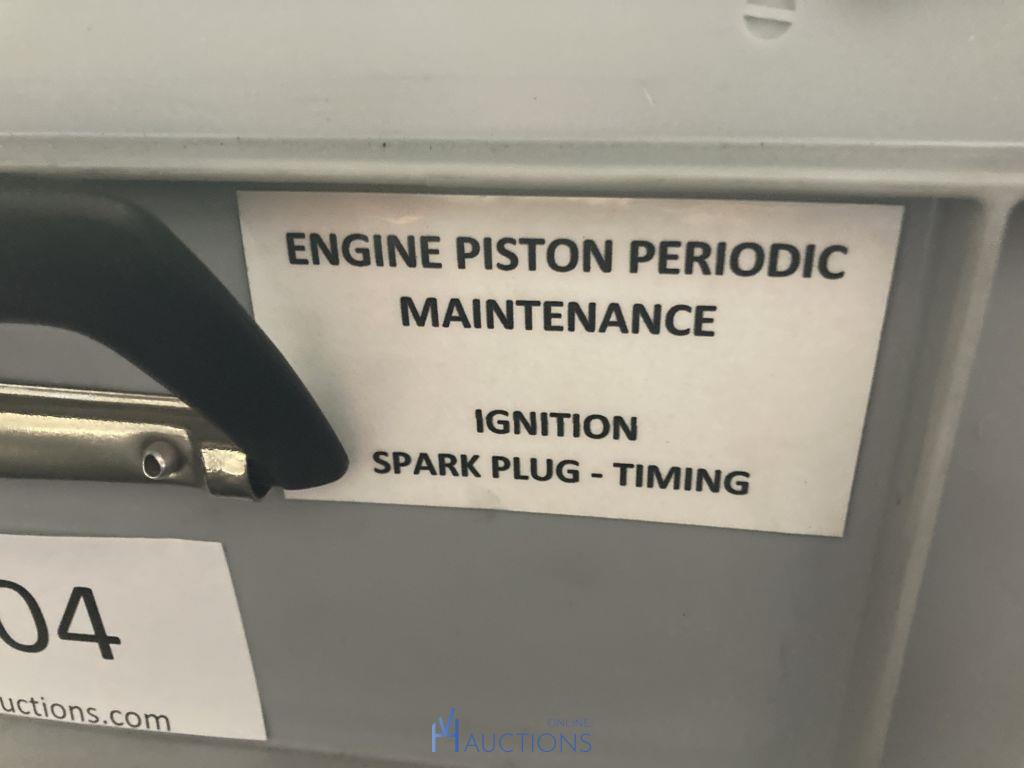 ENGINE PISTON PERIODIC
MAINTENANCE
IGNITION
SPARK PLUG - TIMING
04
uctions.com
ONLINE
AUCTIONS